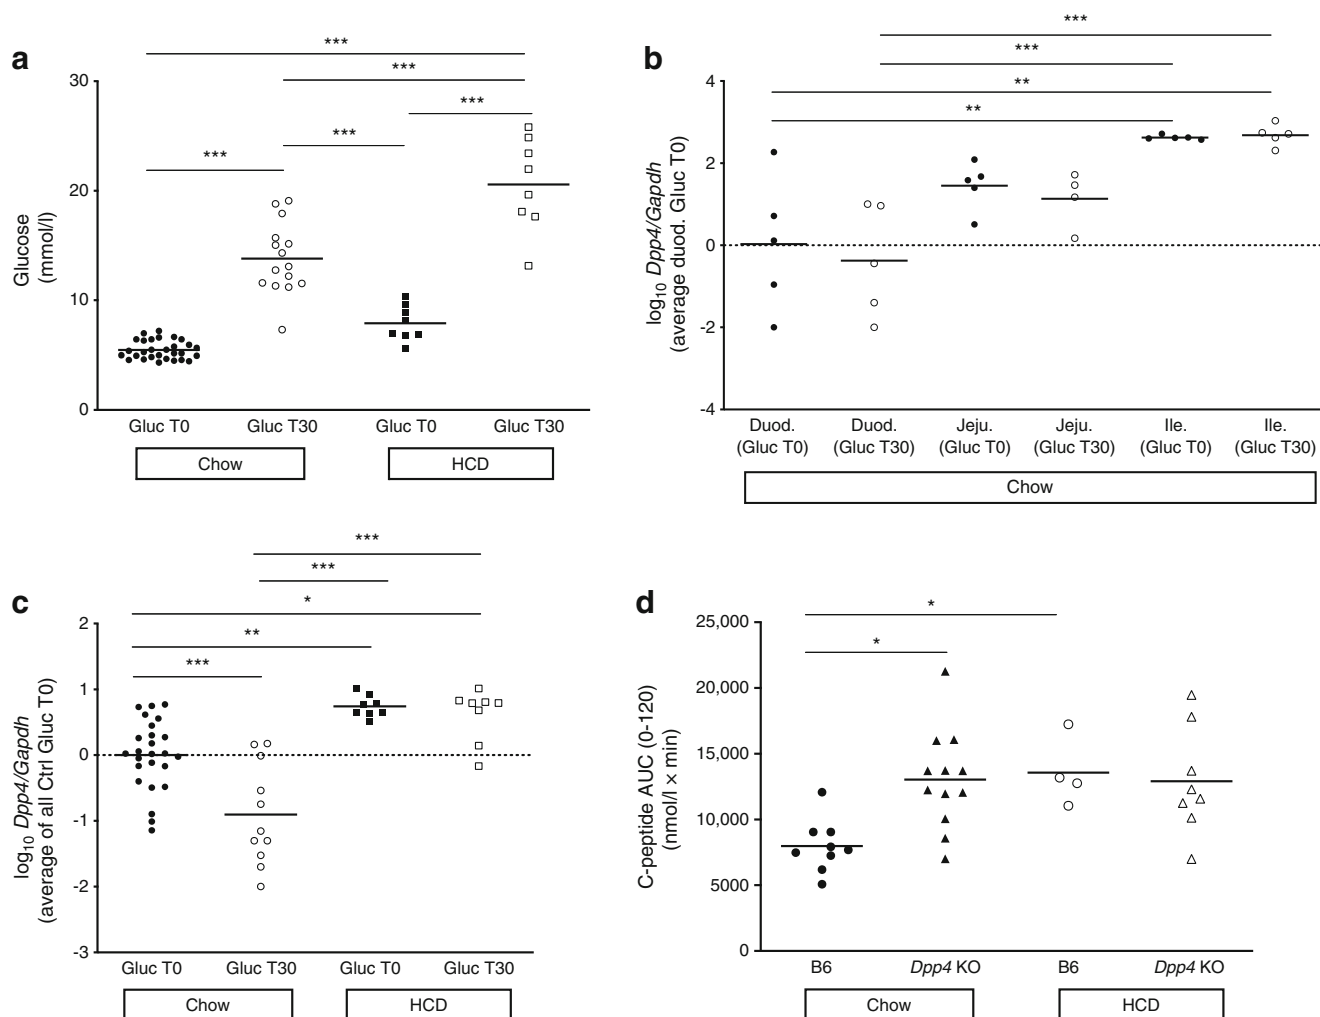 a
***
***
***
***
***
30
20
10
0
Glucose
(mmol/l)
Gluc T0
Gluc T30
Gluc T0
Gluc T30
Chow
HCD
b
***
***
**
**
4
2
0
-2
-4
log10 Dpp4/Gapdh
(average duod. Gluc T0)
Duod.
(Gluc T0)
Duod.
(Gluc T30)
Jeju.
(Gluc T0)
Jeju.
(Gluc T30)
Ile.
(Gluc T0)
Ile.
(Gluc T30)
Chow
c
***
***
*
**
***
2
1
0
-1
-2
-3
log10 Dpp4/Gapdh
(average of all Ctrl Gluc T0)
Gluc T0
Gluc T30
Gluc T0
Gluc T30
Chow
HCD
d
*
*
25,000
20,000
15,000
10,000
5000
0
C-peptide AUC (0-120)
(nmol/l × min)
B6
Dpp4 KO
B6
Dpp4 KO
Chow
HCD